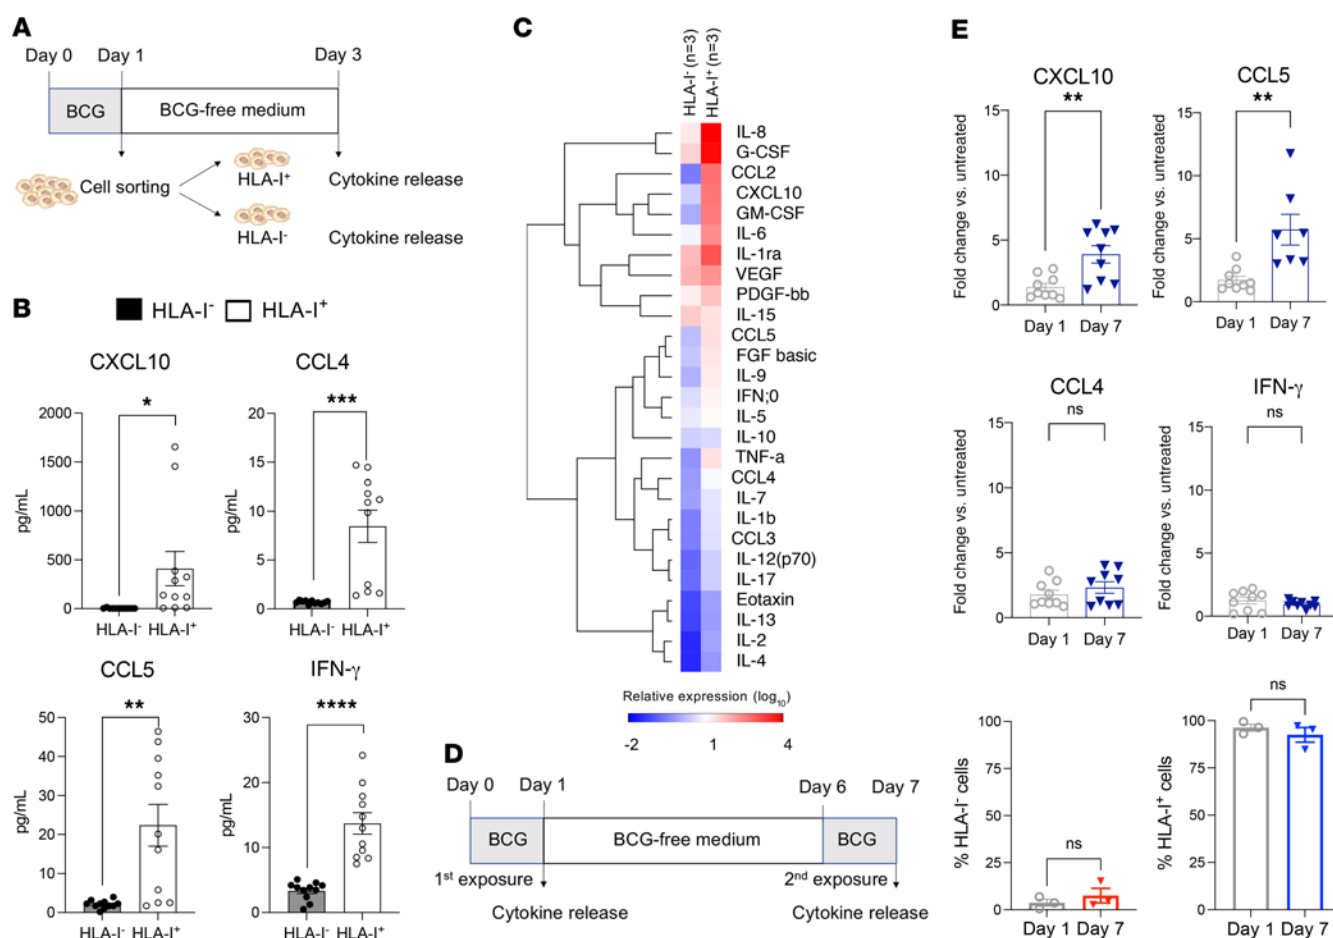 A
Day 0 Day 1 Day 3
BCG BCG-free medium
Cell sorting
HLA-I⁺
HLA-I⁻
Cytokine release
Cytokine release
B
HLA-I⁻ HLA-I⁺
CXCL10
*
2000
1500
1000
500
0
pg/mL
HLA-I⁻ HLA-I⁺
CCL4
***
20
15
10
5
0
pg/mL
HLA-I⁻ HLA-I⁺
CCL5
**
50
40
30
20
10
0
pg/mL
HLA-I⁻ HLA-I⁺
IFN-γ
****
30
20
10
0
pg/mL
HLA-I⁻ HLA-I⁺
C
HLA-I⁻ (n=3)
HLA-I⁺ (n=3)
IL-8
G-CSF
CCL2
CXCL10
GM-CSF
IL-6
IL-1ra
VEGF
PDGF-bb
IL-15
CCL5
FGF basic
IL-9
IFN;0
IL-5
IL-10
TNF-a
CCL4
IL-7
IL-1b
CCL3
IL-12(p70)
IL-17
Eotaxin
IL-13
IL-2
IL-4
Relative expression (log₁₀)
-2 1 4
D
Day 0 Day 1 Day 6 Day 7
BCG BCG-free medium BCG
1ˢᵗ exposure 2ⁿᵈ exposure
Cytokine release Cytokine release
E
CXCL10
**
15
10
5
0
Fold change vs. untreated
Day 1 Day 7
CCL5
**
15
10
5
0
Fold change vs. untreated
Day 1 Day 7
CCL4
ns
15
10
5
0
Fold change vs. untreated
Day 1 Day 7
IFN-γ
ns
15
10
5
0
Fold change vs. untreated
Day 1 Day 7
100
75
50
25
0
% HLA-I⁻ cells
ns
Day 1 Day 7
100
75
50
25
0
% HLA-I⁺ cells
ns
Day 1 Day 7